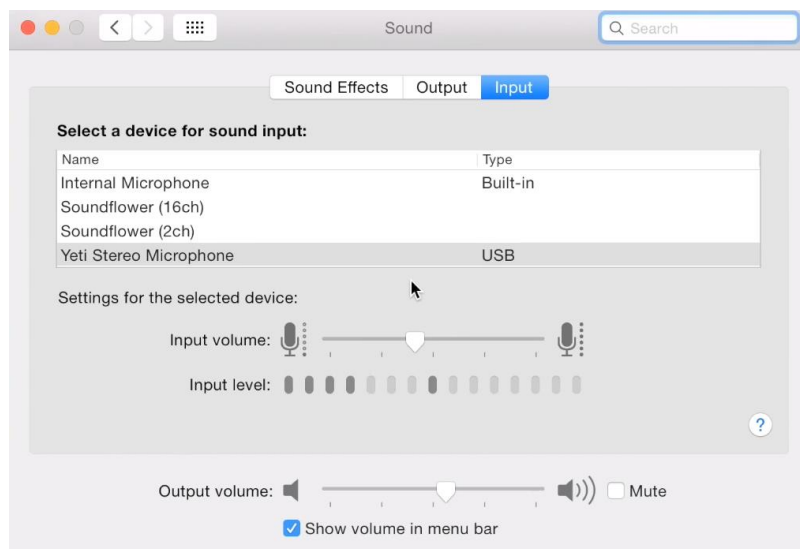 Sound
Search
Sound Effects Output Input
Select a device for sound input:
Name Type
Internal Microphone Built-in
Soundflower (16ch)
Soundflower (2ch)
Yeti Stereo Microphone USB
Settings for the selected device:
Input volume:
Input level:
?
Output volume: Mute
Show volume in menu bar